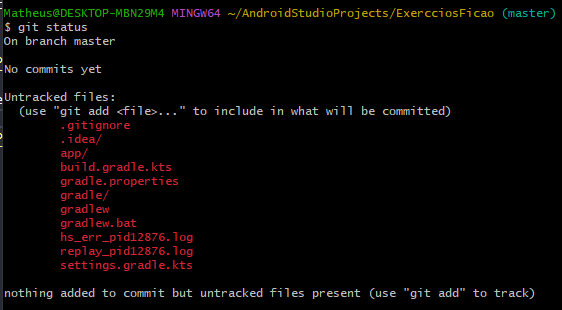 Matheus@DESKTOP-MBN29M4 MINGW64 ~/AndroidStudioProjects/ExercciosFicao (master)
$ git status
On branch master
No commits yet
Untracked files:
(use "git add <file>..." to include in what will be committed)
.gitignore
.idea/
app/
build.gradle.kts
gradle.properties
gradle/
gradlew
gradlew.bat
hs_err_pid12876.log
replay_pid12876.log
settings.gradle.kts
nothing added to commit but untracked files present (use "git add" to track)